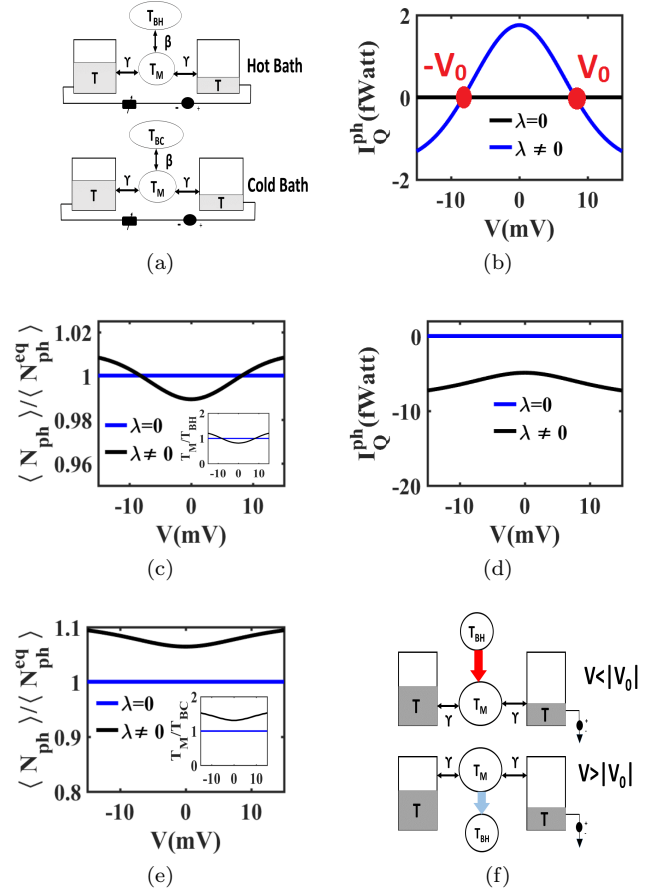 T_BH
β
T γ T_M γ T
Hot Bath
- +
T_BC
β
T γ T_M γ T
Cold Bath
- +
(a)
I_Q^ph(fWatt)
2
0
-2
-V₀ V₀
λ=0
λ ≠ 0
-10 0 10
V(mV)
(b)
⟨ N_ph ⟩/⟨ N_ph^eq ⟩
1.02
1
0.98
0.96
λ=0
λ ≠ 0
T_M/T_BH
2
1
0
-10 0 10
-10 0 10
V(mV)
(c)
I_Q^ph(fWatt)
0
-10
-20
λ=0
λ ≠ 0
-10 0 10
V(mV)
(d)
⟨ N_ph ⟩/⟨ N_ph^eq ⟩
1.1
1
0.9
0.8
λ=0
λ ≠ 0
T_M/T_BC
2
1
0
-10 0 10
-10 0 10
V(mV)
(e)
T_BH
T γ T_M γ T
V<|V₀|
+
-
γ T_M γ
T T
V>|V₀|
T_BH
+
-
(f)